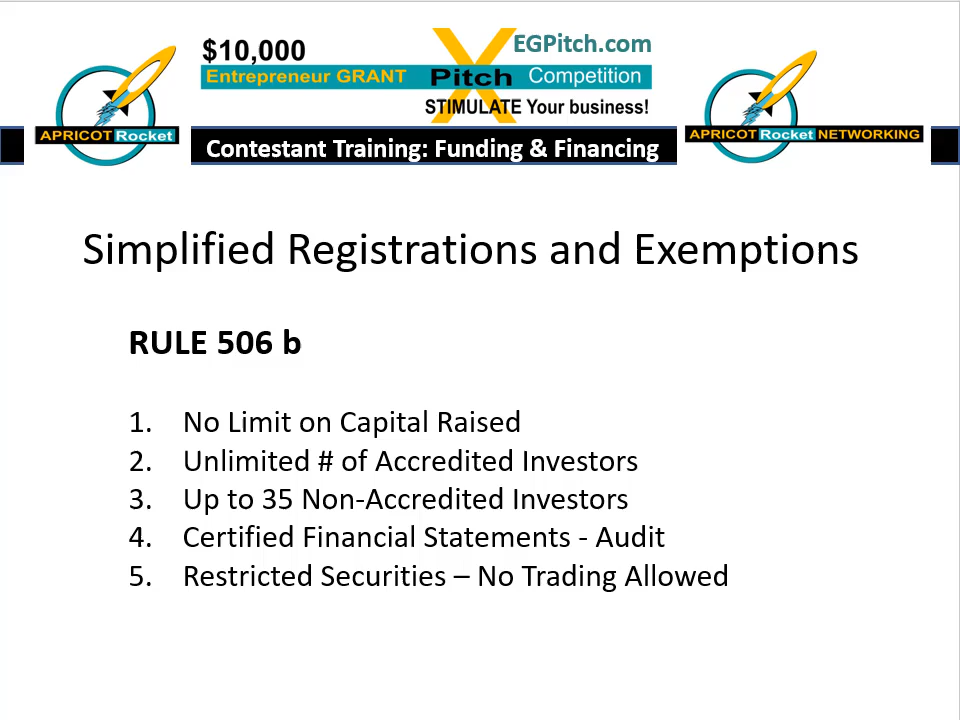 $10,000
Entrepreneur GRANT
EGPitch.com
X
Pitch Competition
STIMULATE Your business!
APRICOT Rocket
APRICOT Rocket NETWORKING
Contestant Training: Funding & Financing
Simplified Registrations and Exemptions
RULE 506 b
1. No Limit on Capital Raised
2. Unlimited # of Accredited Investors
3. Up to 35 Non-Accredited Investors
4. Certified Financial Statements - Audit
5. Restricted Securities – No Trading Allowed